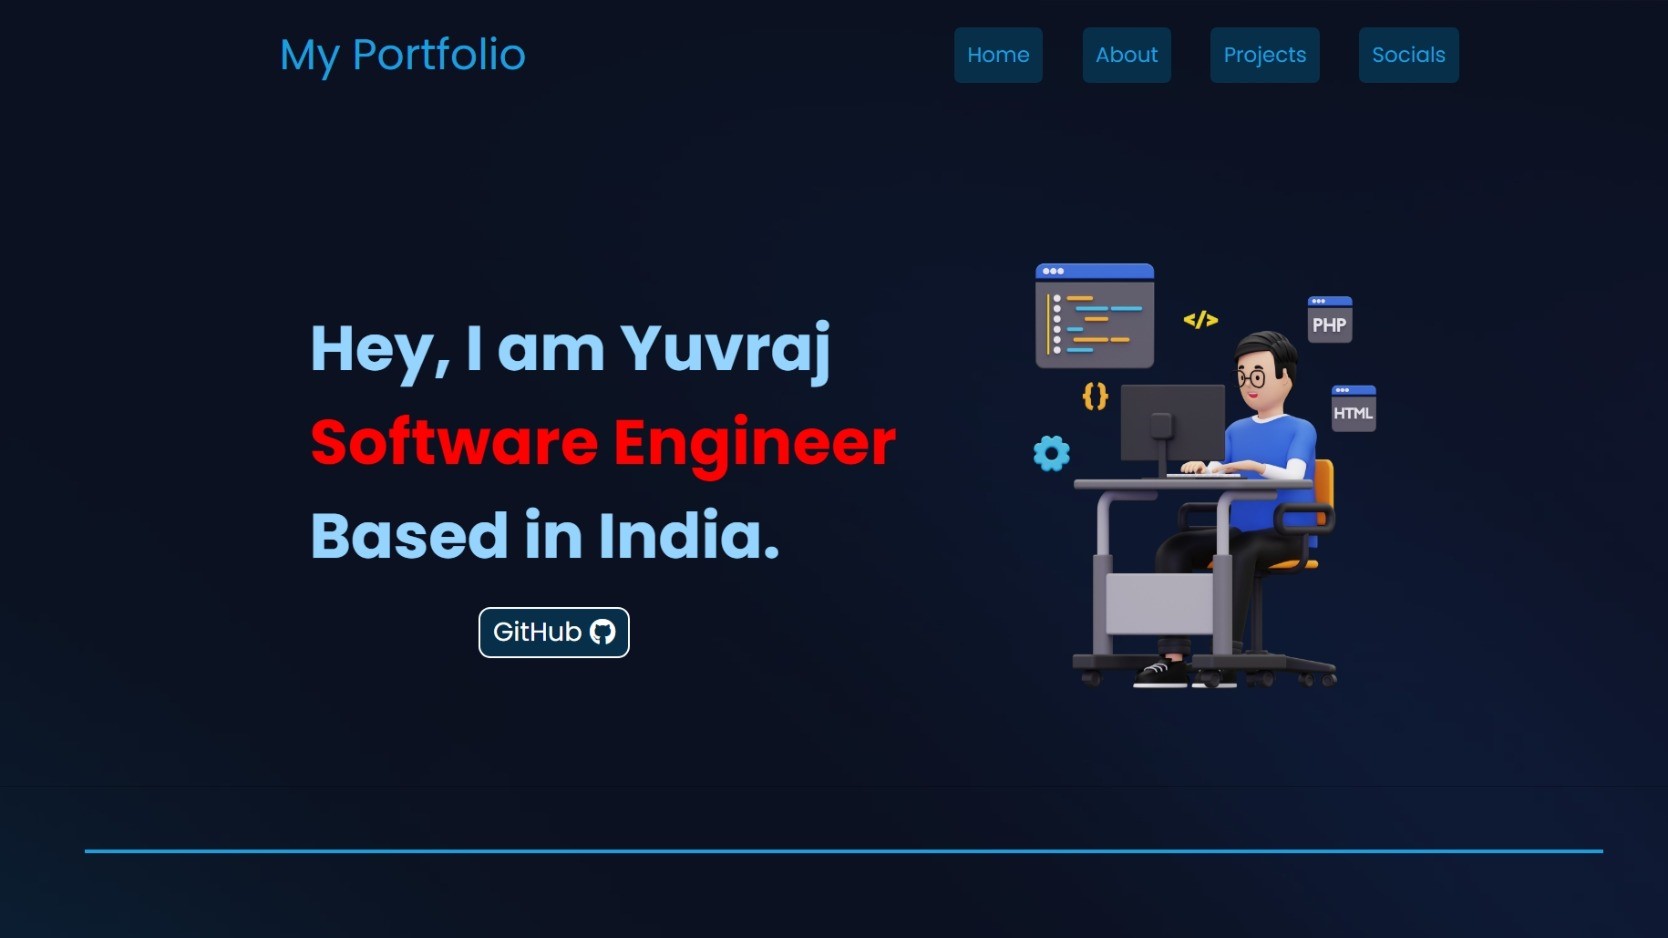 My Portfolio
Home
About
Projects
Socials
Hey, I am Yuvraj
Software Engineer
Based in India.
GitHub
</>
{}
PHP
HTML